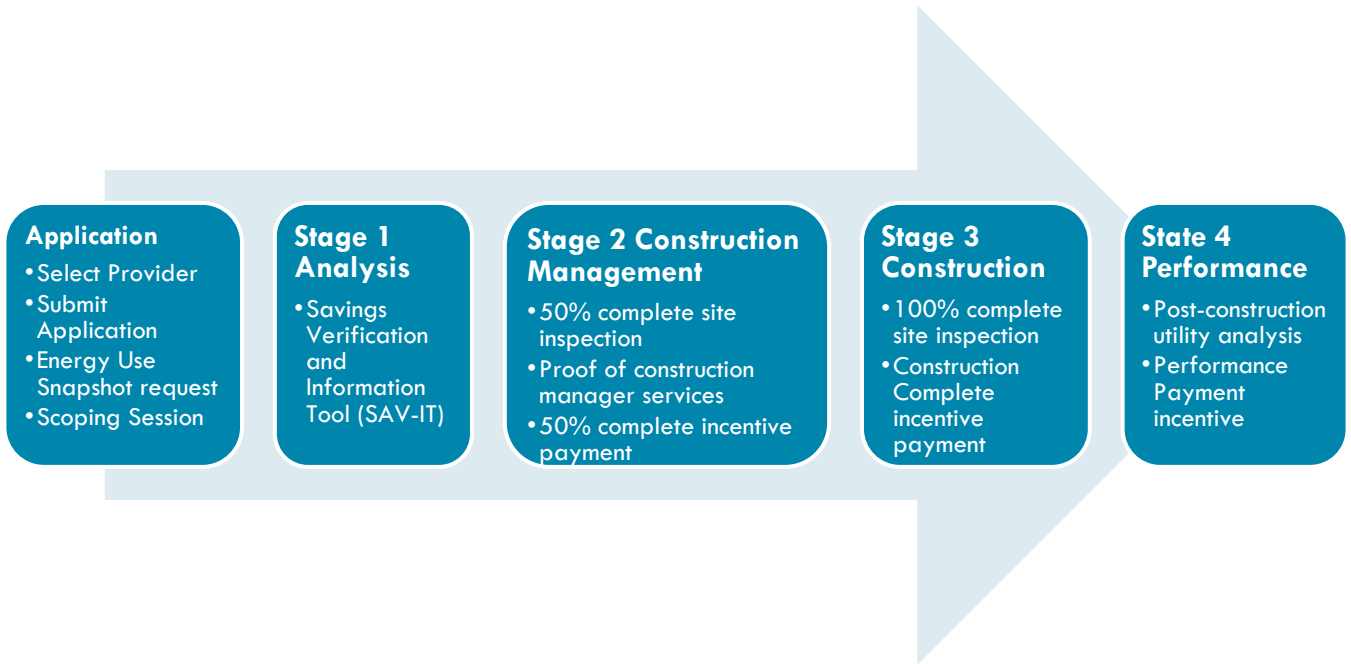 Application
•Select Provider
•Submit
Application
•Energy Use
Snapshot request
•Scoping Session
Stage 1
Analysis
•Savings
Verification
and
Information
Tool (SAV-IT)
Stage 2 Construction
Management
•50% complete site
inspection
•Proof of construction
manager services
•50% complete incentive
payment
Stage 3
Construction
•100% complete
site inspection
•Construction
Complete
incentive
payment
State 4
Performance
•Post-construction
utility analysis
•Performance
Payment
incentive